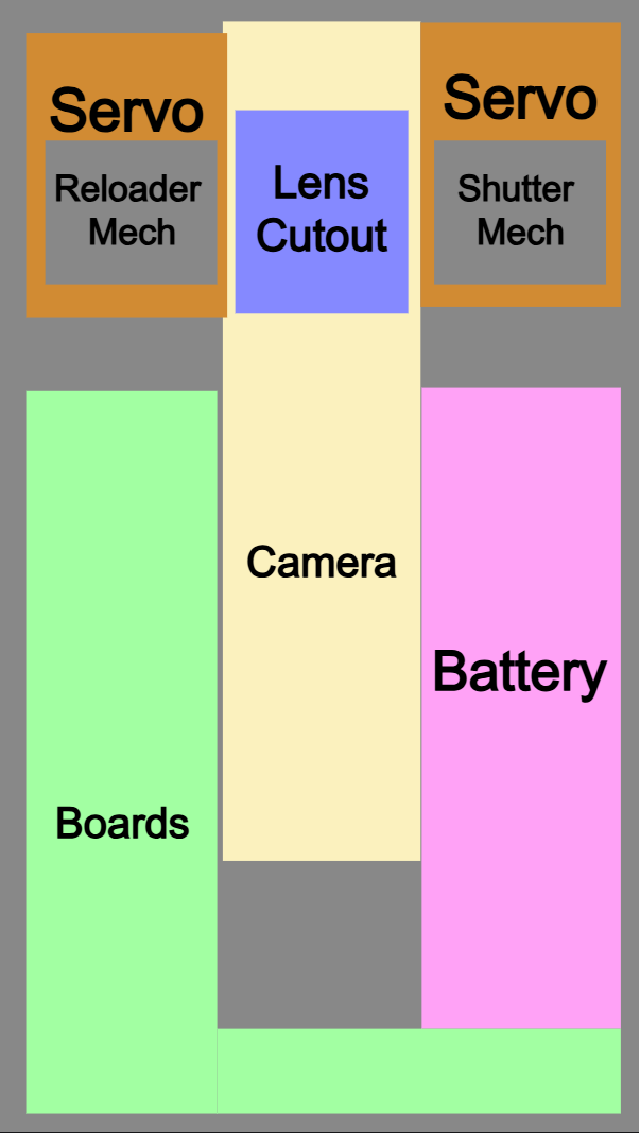 Servo
Reloader
Mech
Lens
Cutout
Servo
Shutter
Mech
Camera
Battery
Boards